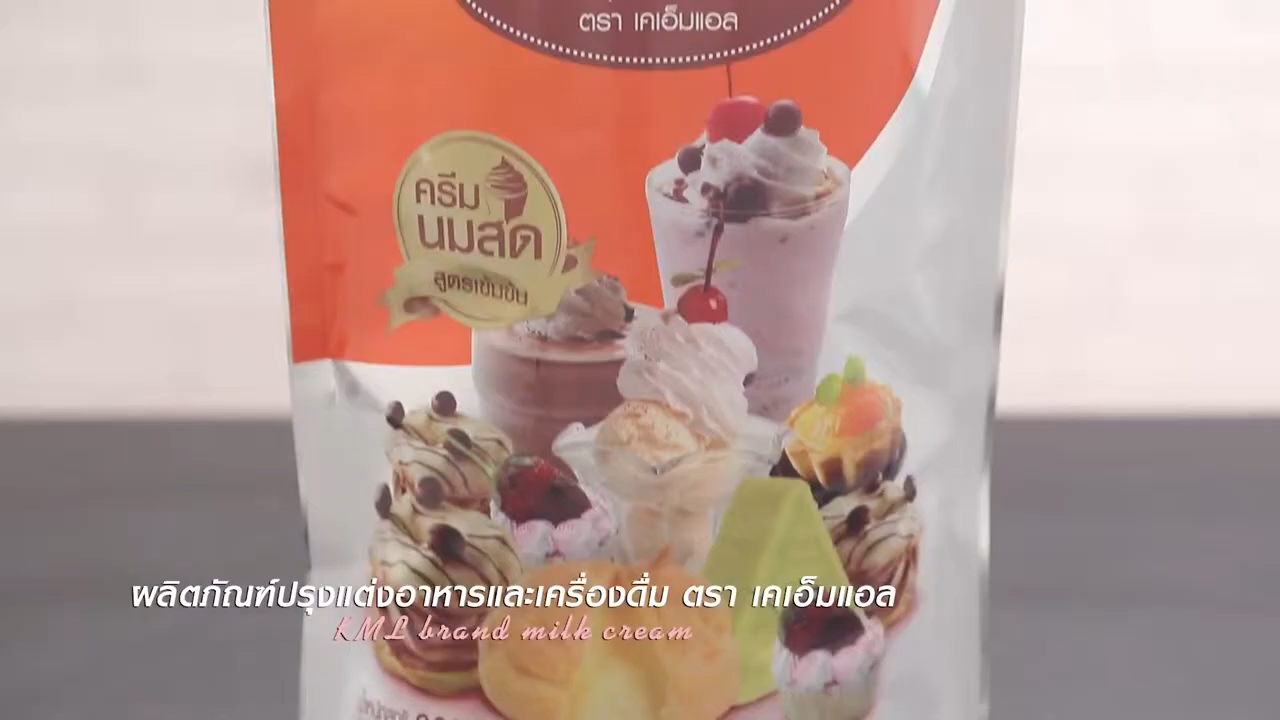 ตรา เคเอ็มแอล
ครีม
นมสด
สูตรเข้มข้น
ผลิตภัณฑ์ปรุงแต่งอาหารและเครื่องดื่ม ตรา เคเอ็มแอล
KML brand milk cream